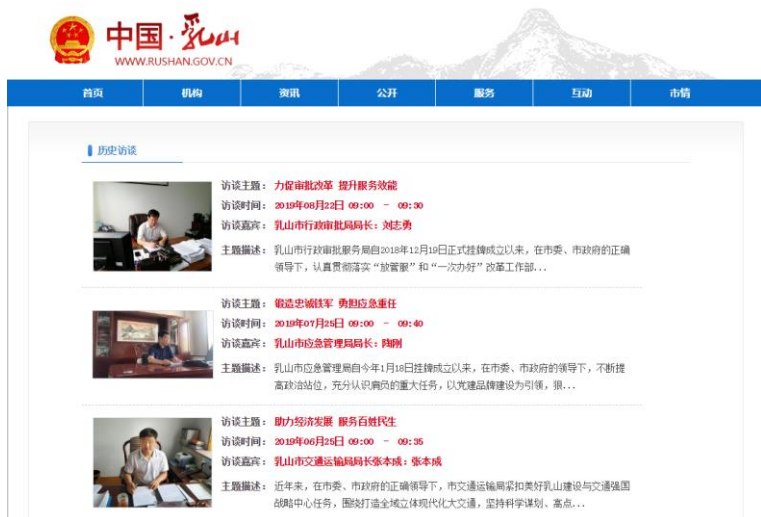 中国·乳山
WWW.RUSHAN.GOV.CN
首页 机构 资讯 公开 服务 互动 市情
历史访谈
访谈主题： 力促审批改革 提升服务效能
访谈时间： 2019年08月22日 09:00 - 09:30
访谈嘉宾： 乳山市行政审批局局长：刘志勇
主题描述： 乳山市行政审批服务局自2018年12月19日正式挂牌成立以来，在市委、市政府的正确
领导下，认真贯彻落实“放管服”和“一次办好”改革工作部...
访谈主题： 锻造忠诚铁军 勇担应急重任
访谈时间： 2019年07月25日 09:00 - 09:40
访谈嘉宾： 乳山市应急管理局局长：陶刚
主题描述： 乳山市应急管理局自今年1月18日挂牌成立以来，在市委、市政府的领导下，不断提
高政治站位，充分认识肩负的重大任务，以党建品牌建设为引领，狠...
访谈主题： 助力经济发展 服务百姓民生
访谈时间： 2019年06月25日 09:00 - 09:35
访谈嘉宾： 乳山市交通运输局局长张本成：张本成
主题描述： 近年来，在市委、市政府的正确领导下，市交通运输局紧扣美好乳山建设与交通强国
战略中心任务，围绕打造全域立体现代化大交通，坚持科学谋划、高点...